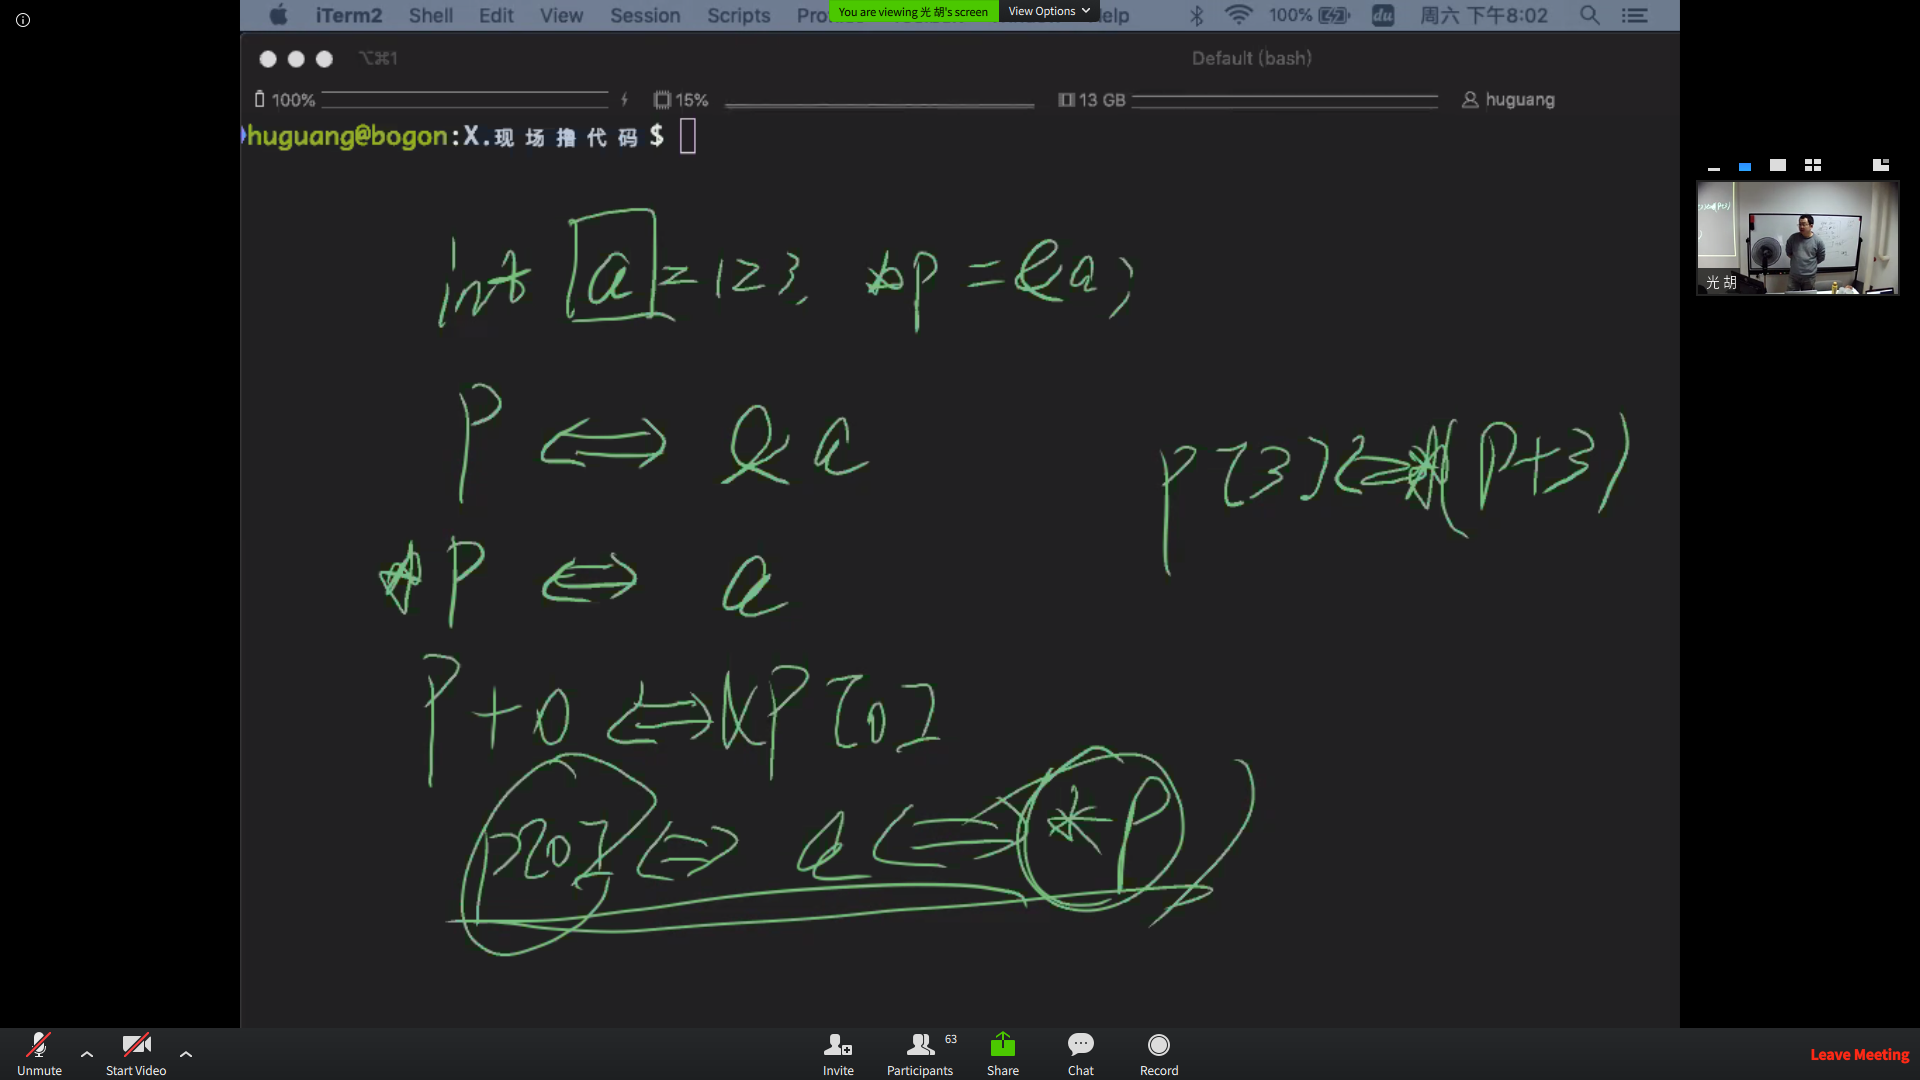 iTerm2 Shell Edit View Session Scripts
You are viewing 光 胡's screen View Options
100% du 周六 下午8:02
⌥⌘1 Default (bash)
100% 15% 13 GB huguang
huguang@bogon:X.现场撸代码 $
int a = 123, *p = &a;
P ⇔ &a
P[3] ⇔ *(P+3)
*P ⇔ a
P+0 ⇔ &P[0]
P[0] ⇔ a ⇔ *P
光 胡
Unmute
Start Video
Invite
63
Participants
Share
Chat
Record
Leave Meeting